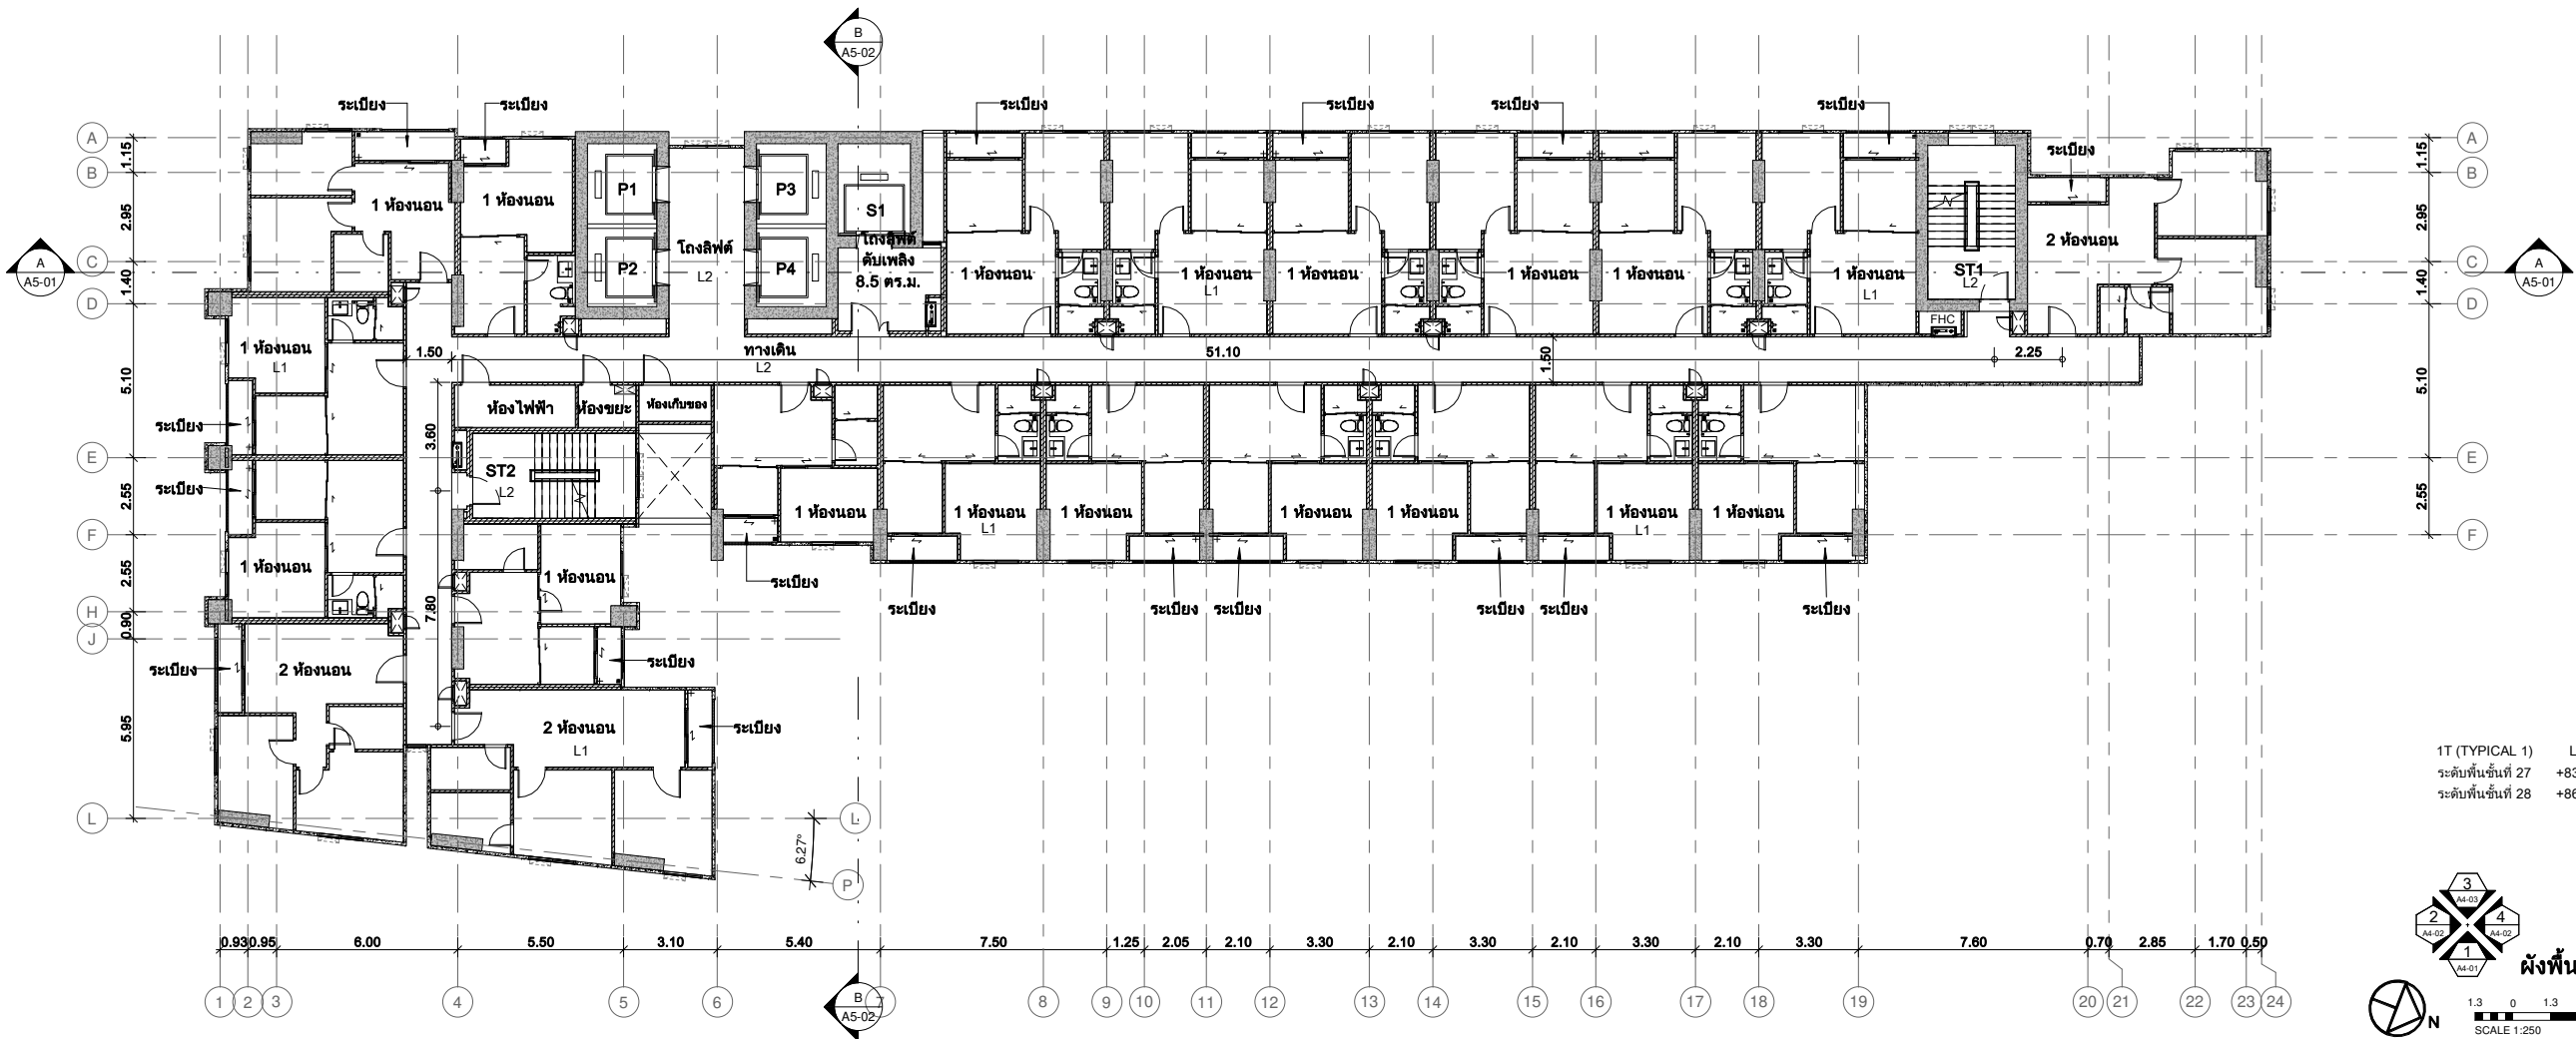 B
A5-02
ระเบียง
ระเบียง
ระเบียง
ระเบียง
ระเบียง
ระเบียง
A
A
1.15
1.15
B
B
ระเบียง
P1
P3
1 ห้องนอน
1 ห้องนอน
S1
2.95
2.95
โถงลิฟต์
L2
โถงลิฟต์
ดับเพลิง
8.5 ตร.ม.
2 ห้องนอน
A
A5-01
C
P2
P4
1 ห้องนอน
1 ห้องนอน
L1
1 ห้องนอน
1 ห้องนอน
1 ห้องนอน
1 ห้องนอน
L1
ST1
L2
C
A
A5-01
1.40
1.40
D
D
FHC
1 ห้องนอน
L1
1.50
ทางเดิน
L2
51.10
1.50
2.25
5.10
5.10
ห้องไฟฟ้า
ห้องขยะ
ห้องเก็บของ
ระเบียง
3.60
E
E
ST2
L2
ระเบียง
2.55
2.55
1 ห้องนอน
1 ห้องนอน
L1
1 ห้องนอน
1 ห้องนอน
1 ห้องนอน
1 ห้องนอน
L1
1 ห้องนอน
F
F
1 ห้องนอน
1 ห้องนอน
2.55
ระเบียง
ระเบียง
ระเบียง
ระเบียง
ระเบียง
ระเบียง
ระเบียง
H
7.80
0.90
J
ระเบียง
2 ห้องนอน
ระเบียง
5.95
2 ห้องนอน
L1
ระเบียง
1T (TYPICAL 1)
L
ระดับพื้นชั้นที่ 27
+83
ระดับพื้นชั้นที่ 28
+86
L
L
6.27°
P
3
A4-03
2
A4-02
4
A4-02
1
A4-01
0.93
0.95
6.00
5.50
3.10
5.40
7.50
1.25
2.05
2.10
3.30
2.10
3.30
2.10
3.30
2.10
3.30
7.60
0.70
2.85
1.70
0.50
ผังพื้น
1
2
3
4
5
6
B
A5-02
7
8
9
10
11
12
13
14
15
16
17
18
19
20
21
22
23
24
N
1.3
0
1.3
SCALE 1:250